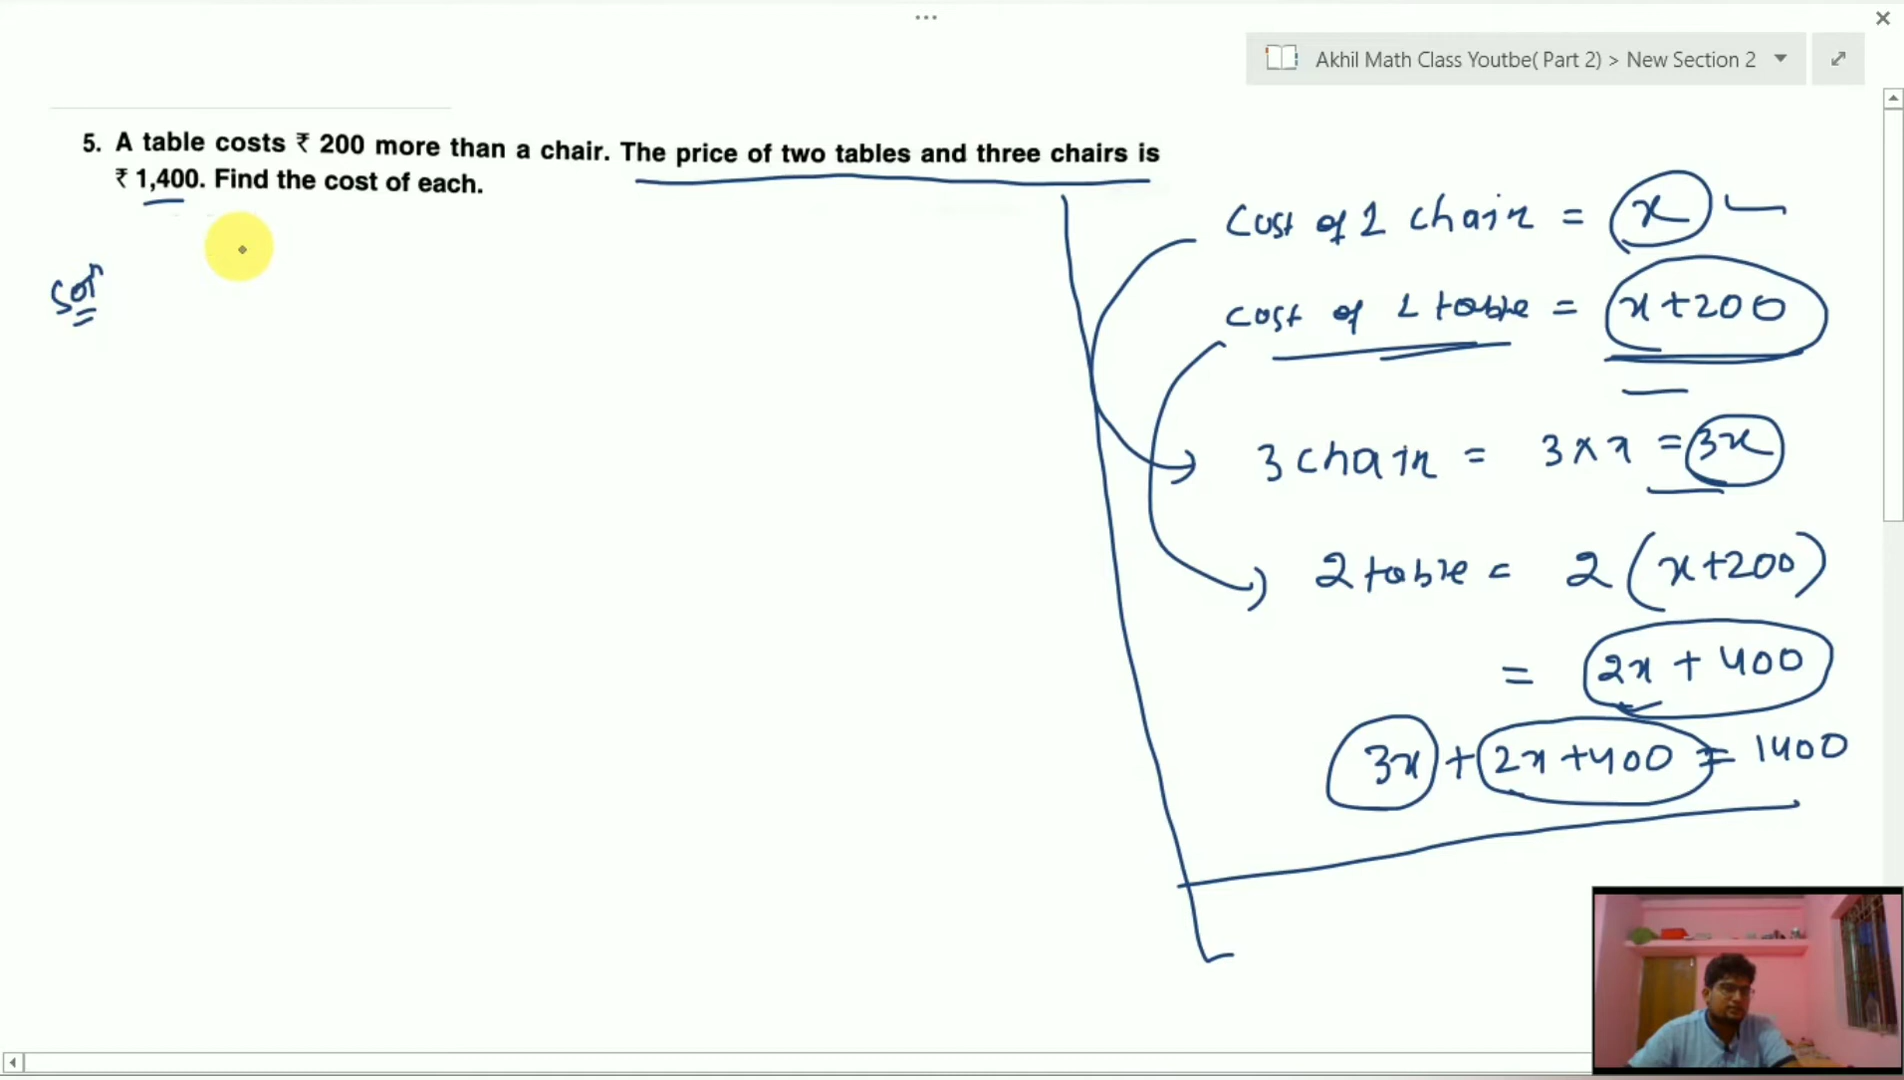 Akhil Math Class Youtbe( Part 2) > New Section 2
5. A table costs ₹ 200 more than a chair. The price of two tables and three chairs is
₹ 1,400. Find the cost of each.
Solⁿ
Cost of 1 chair = x
cost of 1 table = x+200
3 chair = 3×x = 3x
2 table = 2(x+200)
= 2x + 400
3x + 2x +400 = 1400